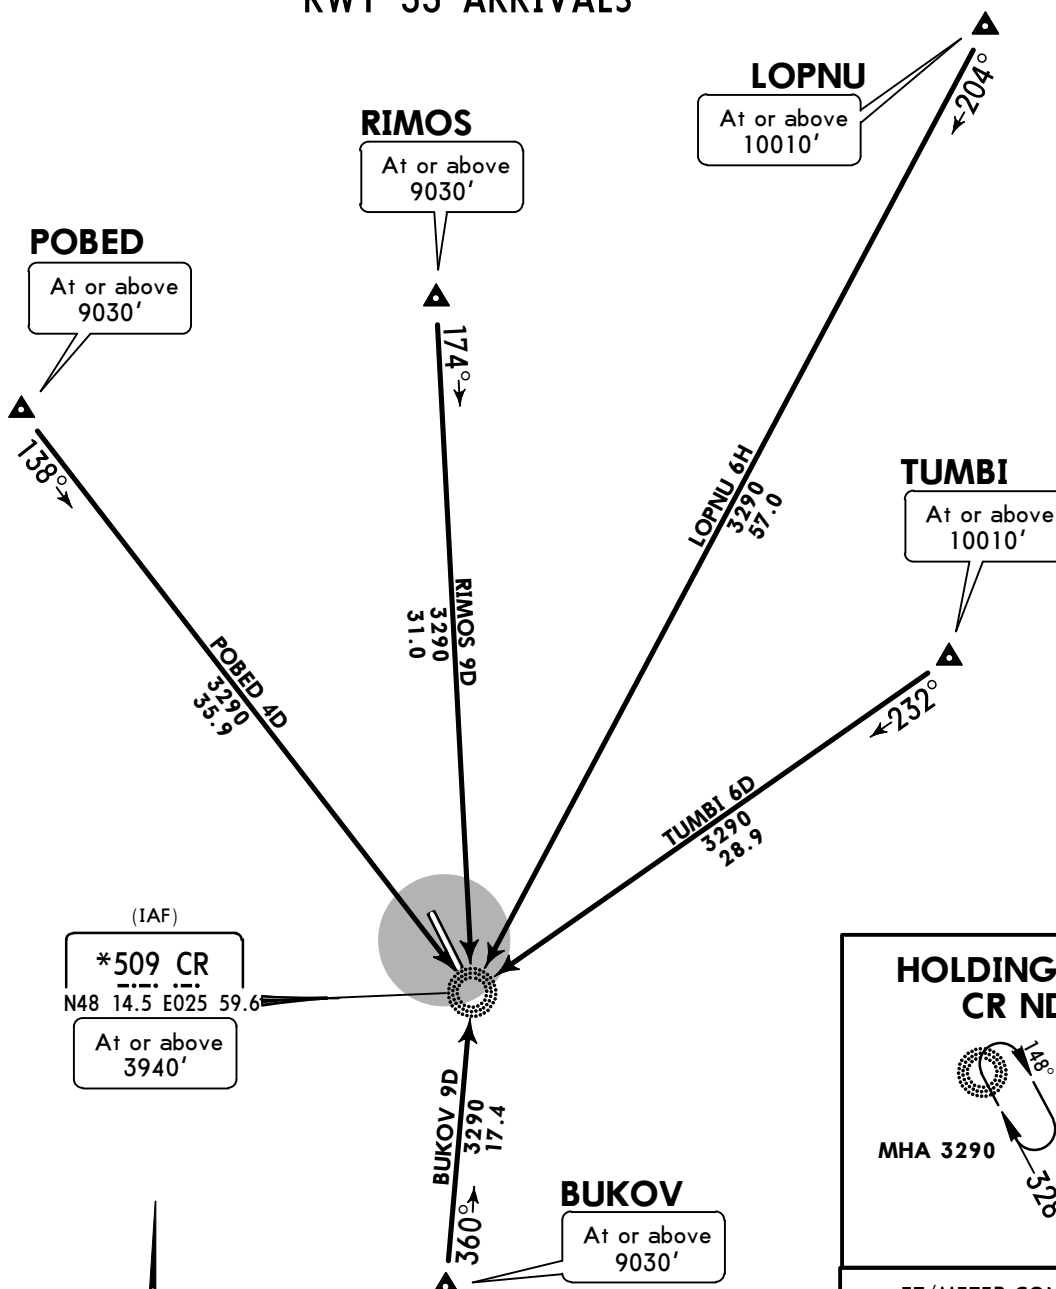 RWY 33 ARRIVALS
LOPNU
At or above
10010'
←204°
RIMOS
At or above
9030'
174°→
POBED
At or above
9030'
138°→
LOPNU 6H
3290
57.0
TUMBI
At or above
10010'
←232°
RIMOS 9D
3290
31.0
POBED 4D
3290
35.9
TUMBI 6D
3290
28.9
(IAF)
*509 CR
N48 14.5 E025 59.6
At or above
3940'
HOLDING
CR ND
148°
MHA 3290
328
BUKOV 9D
3290
17.4
360°→
BUKOV
At or above
9030'